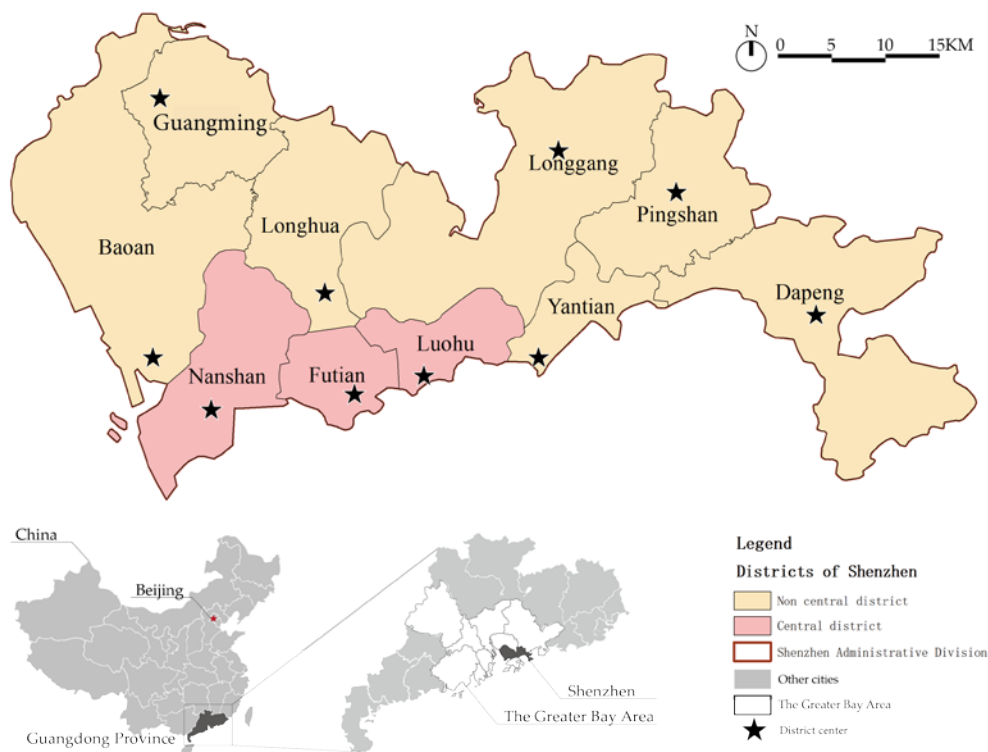 N
0 5 10 15KM
Guangming
Longgang
Pingshan
Longhua
Baoan
Dapeng
Yantian
Luohu
Nanshan
Futian
China
Beijing
Guangdong Province
Shenzhen
The Greater Bay Area
Legend
Districts of Shenzhen
Non central district
Central district
Shenzhen Administrative Division
Other cities
The Greater Bay Area
District center